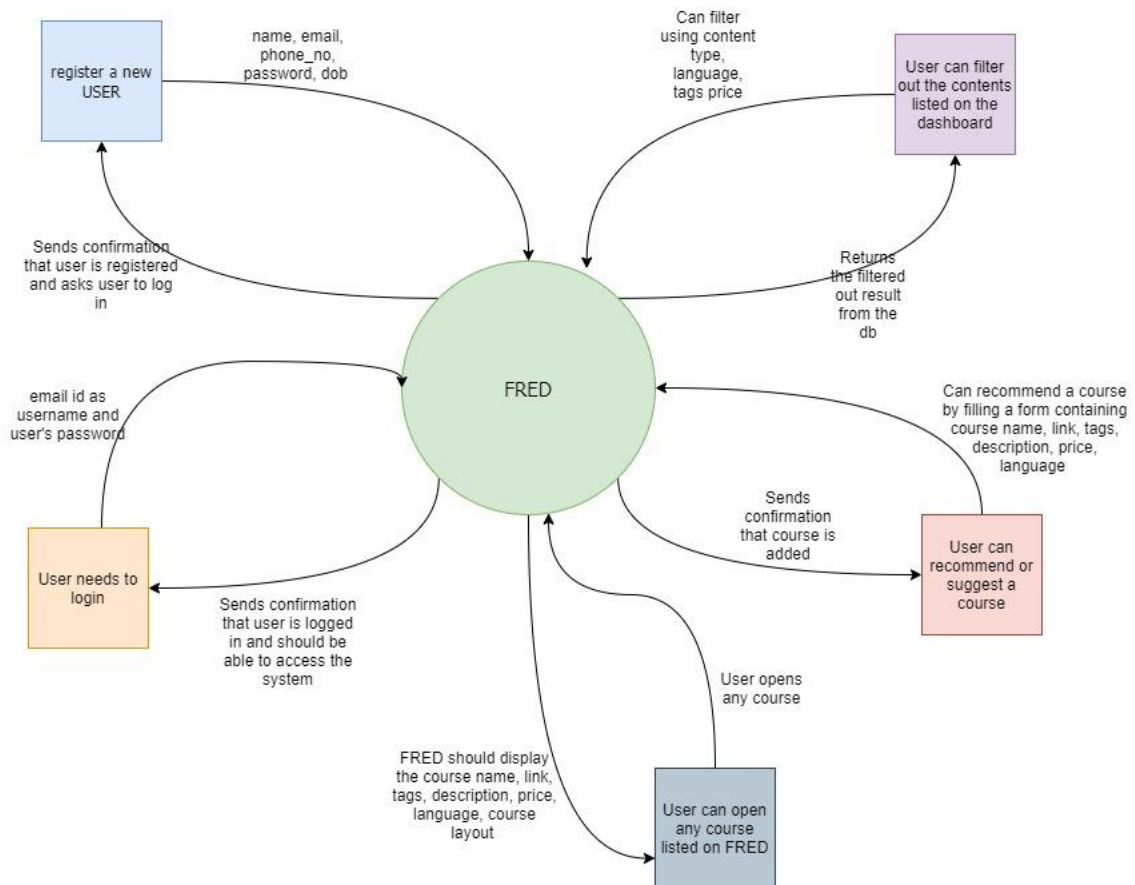 register a new
USER
name, email,
phone_no,
password, dob
Can filter
using content
type,
language,
tags price
User can filter
out the contents
listed on the
dashboard
Sends confirmation
that user is registered
and asks user to log
in
Returns
the filtered
out result
from the
db
FRED
email id as
username and
user's password
Can recommend a course
by filling a form containing
course name, link, tags,
description, price,
language
User needs to
login
Sends confirmation
that user is logged
in and should be
able to access the
system
Sends
confirmation
that course is
added
User can
recommend or
suggest a
course
User opens
any course
FRED should display
the course name, link,
tags, description, price,
language, course
layout
User can open
any course
listed on FRED